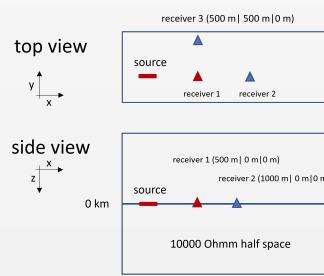 receiver 3 (500 m| 500 m|0 m)
top view
source
y
x
receiver 1
receiver 2
side view
x
z
receiver 1 (500 m| 0 m|0 m)
receiver 2 (1000 m| 0 m|0 m
source
0 km
10000 Ohmm half space